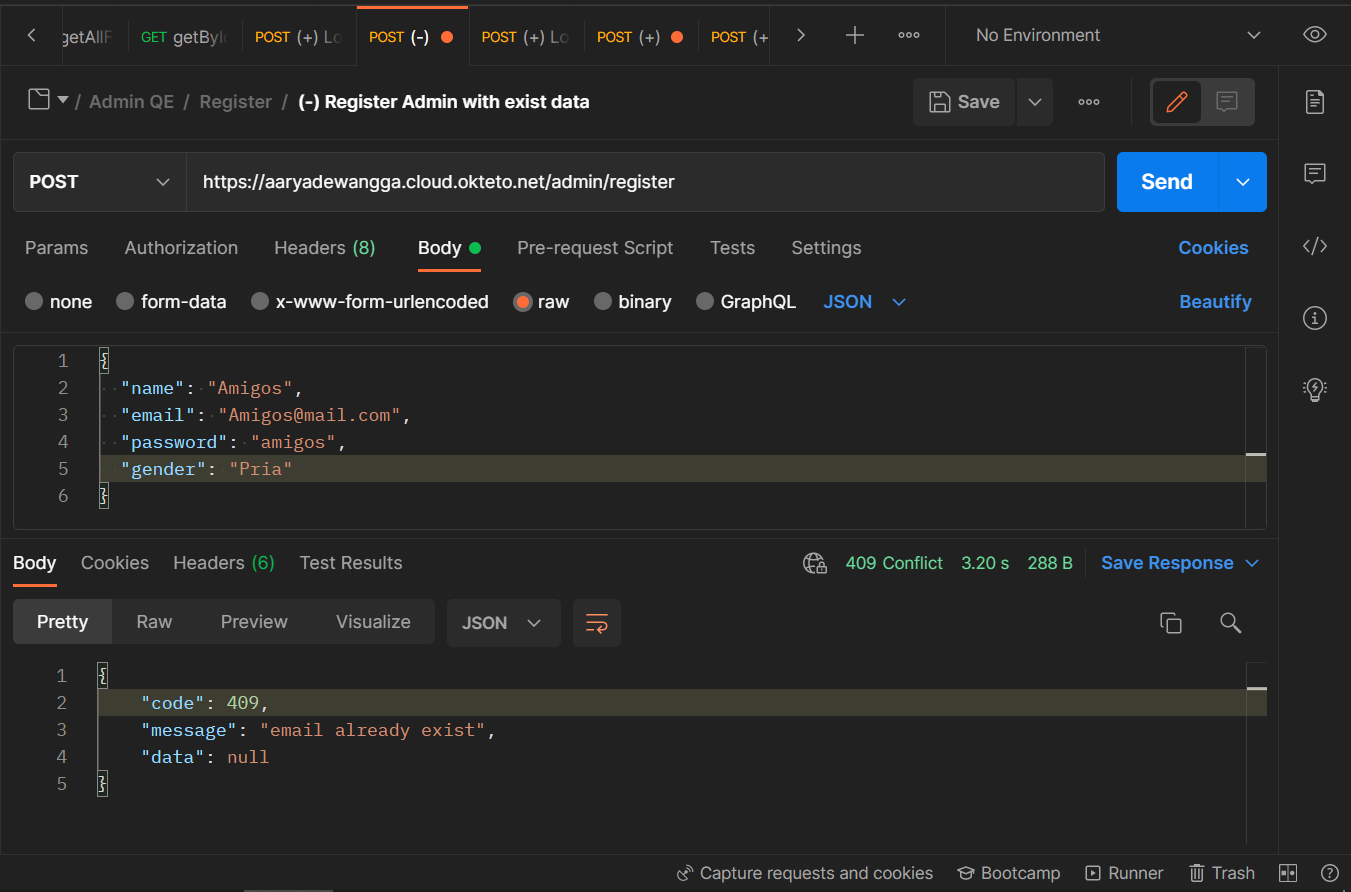 getAllF GET getById POST (+) Lo POST (-) POST (+) Lo POST (+) POST (+ No Environment
/ Admin QE / Register / (-) Register Admin with exist data Save
POST https://aaryadewangga.cloud.okteto.net/admin/register Send
Params Authorization Headers (8) Body Pre-request Script Tests Settings Cookies
none form-data x-www-form-urlencoded raw binary GraphQL JSON Beautify
1 {
2 "name": "Amigos",
3 "email": "Amigos@mail.com",
4 "password": "amigos",
5 "gender": "Pria"
6 }
Body Cookies Headers (6) Test Results 409 Conflict 3.20 s 288 B Save Response
Pretty Raw Preview Visualize JSON
1 {
2 "code": 409,
3 "message": "email already exist",
4 "data": null
5 }
Capture requests and cookies Bootcamp Runner Trash